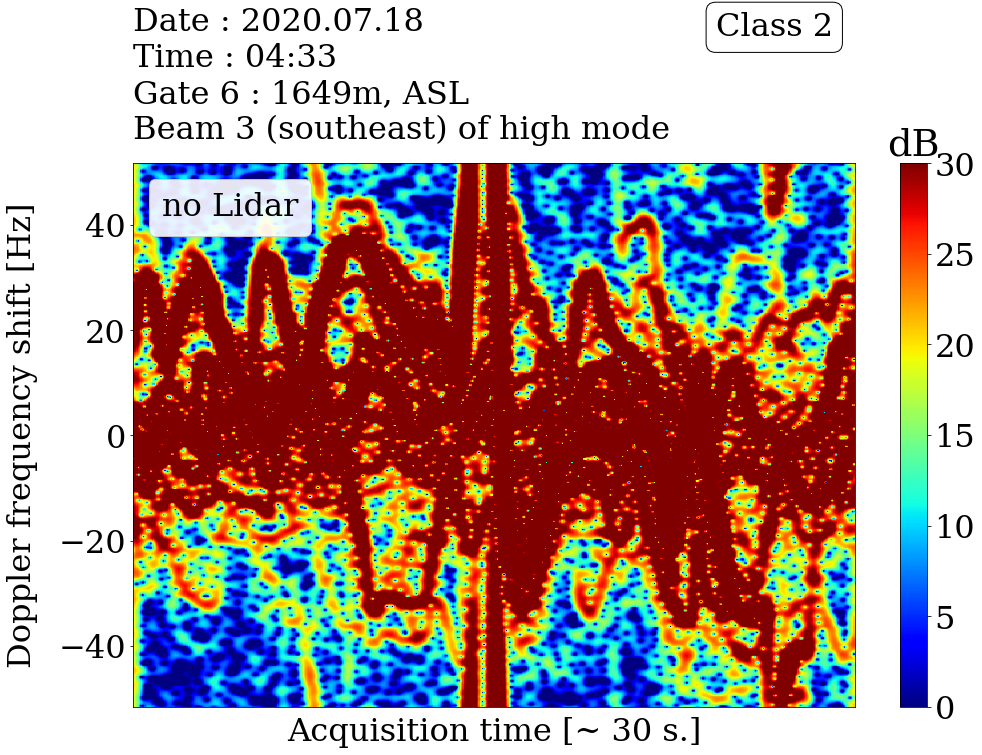 Date : 2020.07.18
Time : 04:33
Gate 6 : 1649m, ASL
Beam 3 (southeast) of high mode
Class 2
no Lidar
dB
Doppler frequency shift [Hz]
40
20
0
−20
−40
30
25
20
15
10
5
0
Acquisition time [~ 30 s.]